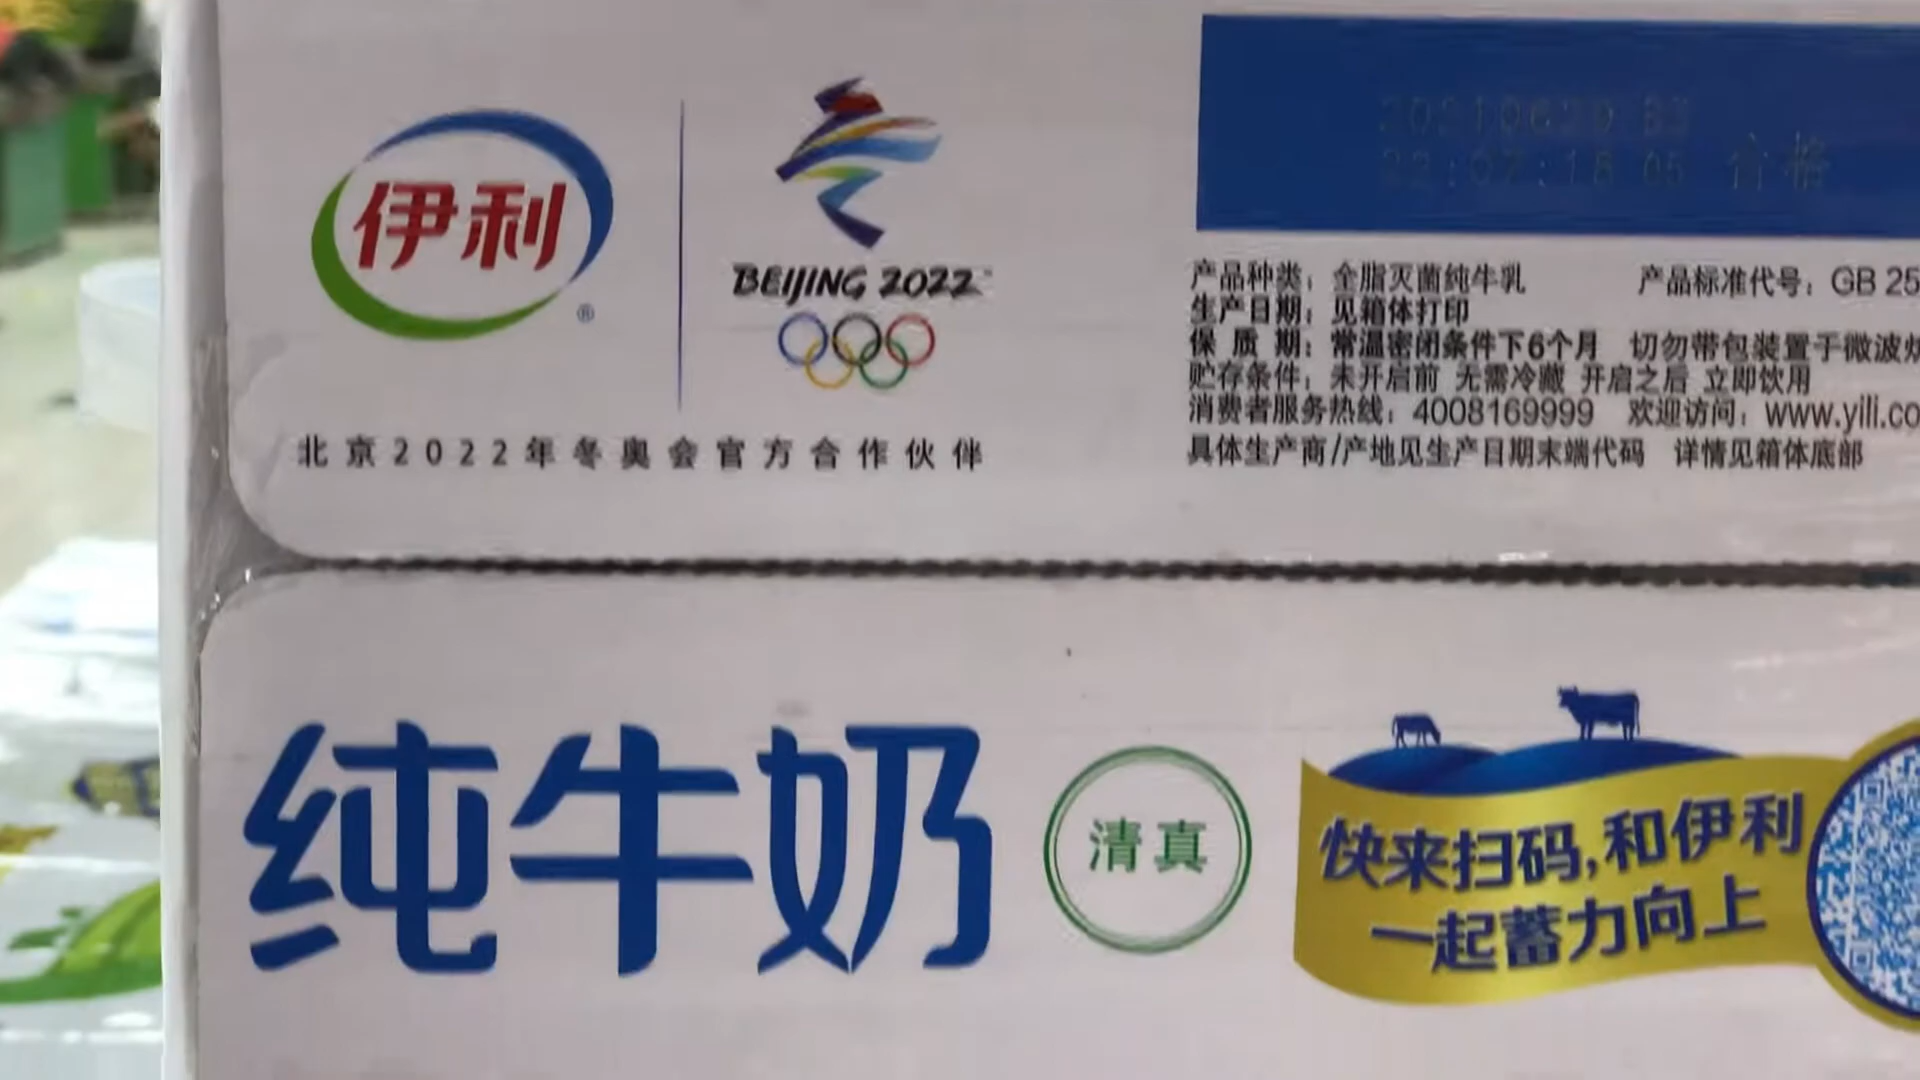 伊利
®
BEIJING 2022
北京2022年冬奥会官方合作伙伴
22:07:18 05 合格
产品种类：全脂灭菌纯牛乳 产品标准代号：GB 25
生产日期：见箱体打印
保质期：常温密闭条件下6个月 切勿带包装置于微波炉
贮存条件：未开启前 无需冷藏 开启之后 立即饮用
消费者服务热线：4008169999 欢迎访问：www.yili.co
具体生产商/产地见生产日期末端代码 详情见箱体底部
纯牛奶
清真
快来扫码,和伊利
一起蓄力向上